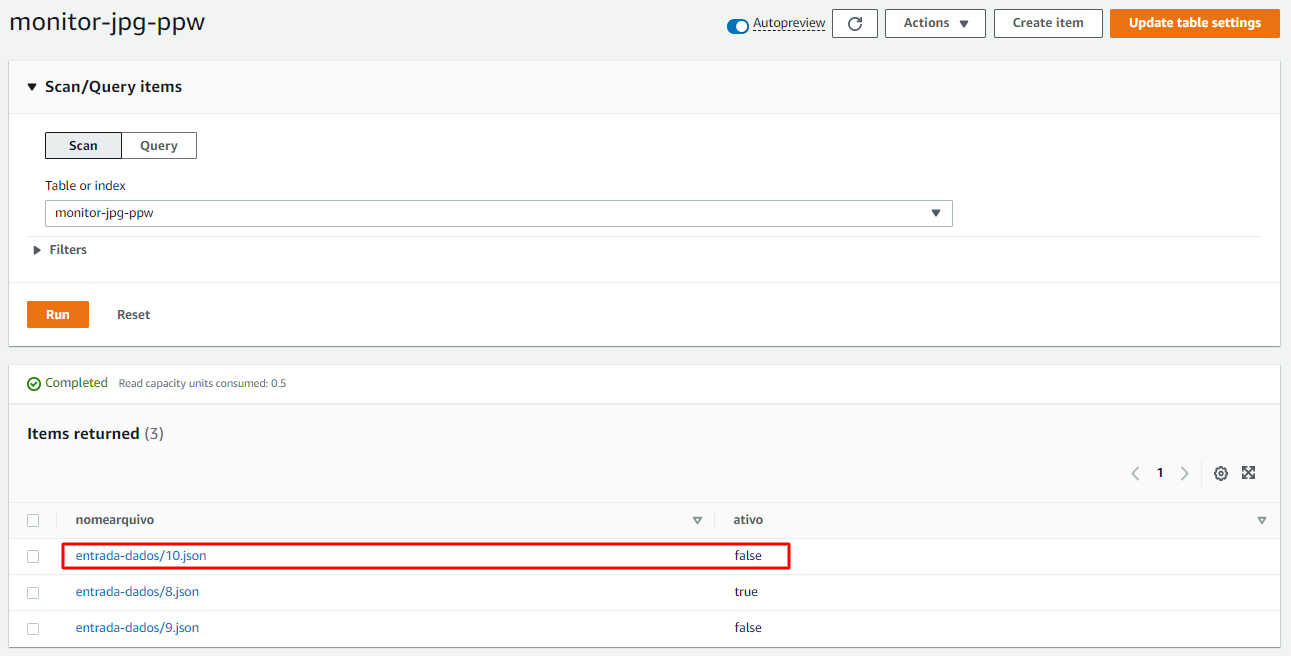 monitor-jpg-ppw
Autopreview
Actions
Create item
Update table settings
Scan/Query items
Scan Query
Table or index
monitor-jpg-ppw
Filters
Run Reset
Completed Read capacity units consumed: 0.5
Items returned (3)
1
nomearquivo ativo
entrada-dados/10.json false
entrada-dados/8.json true
entrada-dados/9.json false